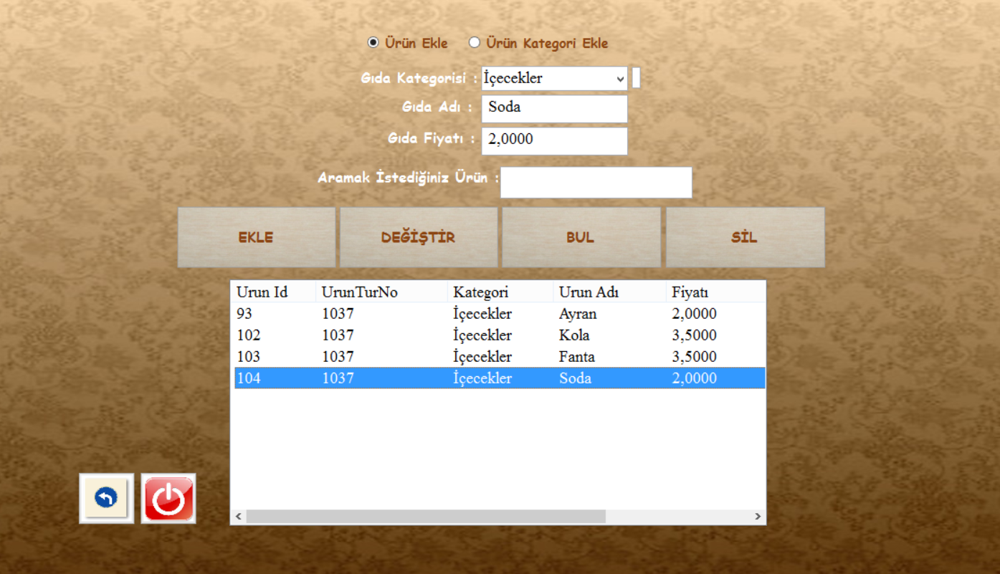 Ürün Ekle Ürün Kategori Ekle
Gıda Kategorisi : İçecekler
Gıda Adı : Soda
Gıda Fiyatı : 2,0000
Aramak İstediğiniz Ürün :
EKLE DEĞİŞTİR BUL SİL
Urun Id UrunTurNo Kategori Urun Adı Fiyatı
93 1037 İçecekler Ayran 2,0000
102 1037 İçecekler Kola 3,5000
103 1037 İçecekler Fanta 3,5000
104 1037 İçecekler Soda 2,0000